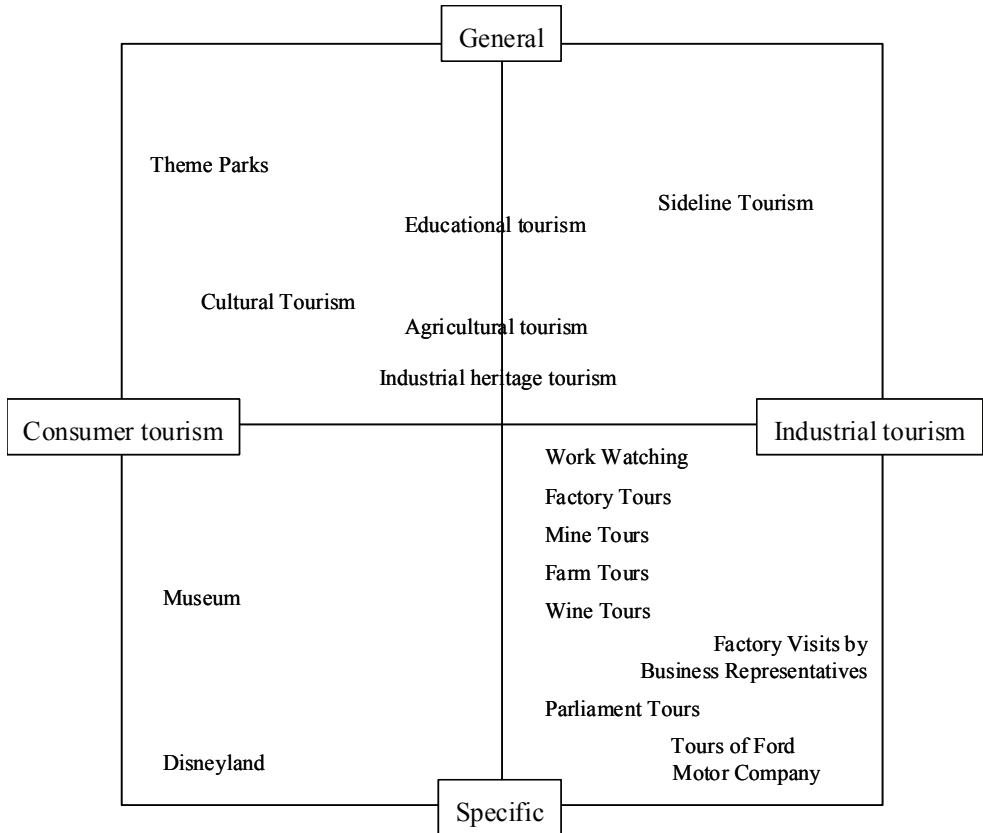 General
Theme Parks
Sideline Tourism
Educational tourism
Cultural Tourism
Agricultural tourism
Industrial heritage tourism
Consumer tourism
Industrial tourism
Work Watching
Factory Tours
Mine Tours
Farm Tours
Museum
Wine Tours
Factory Visits by
Business Representatives
Parliament Tours
Tours of Ford
Motor Company
Disneyland
Specific